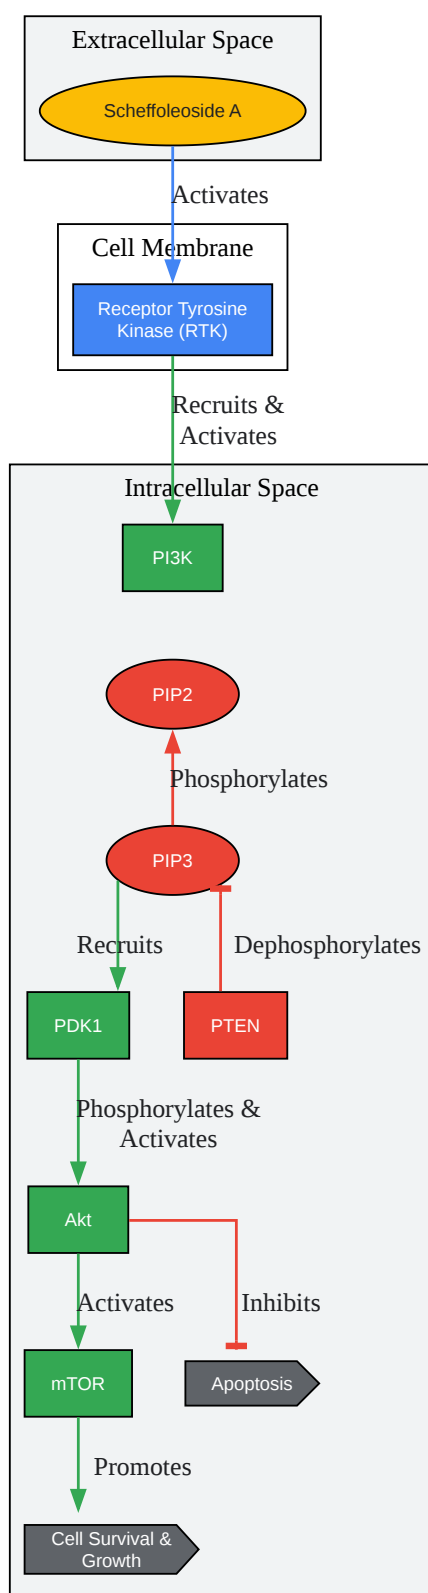 Extracellular Space
Scheffoleoside A
Activates
Cell Membrane
Receptor Tyrosine
Kinase (RTK)
Recruits &
Activates
Intracellular Space
PI3K
PIP2
Phosphorylates
PIP3
Recruits
Dephosphorylates
PDK1
PTEN
Phosphorylates &
Activates
Akt
Activates
Inhibits
mTOR
Apoptosis
Promotes
Cell Survival &
Growth